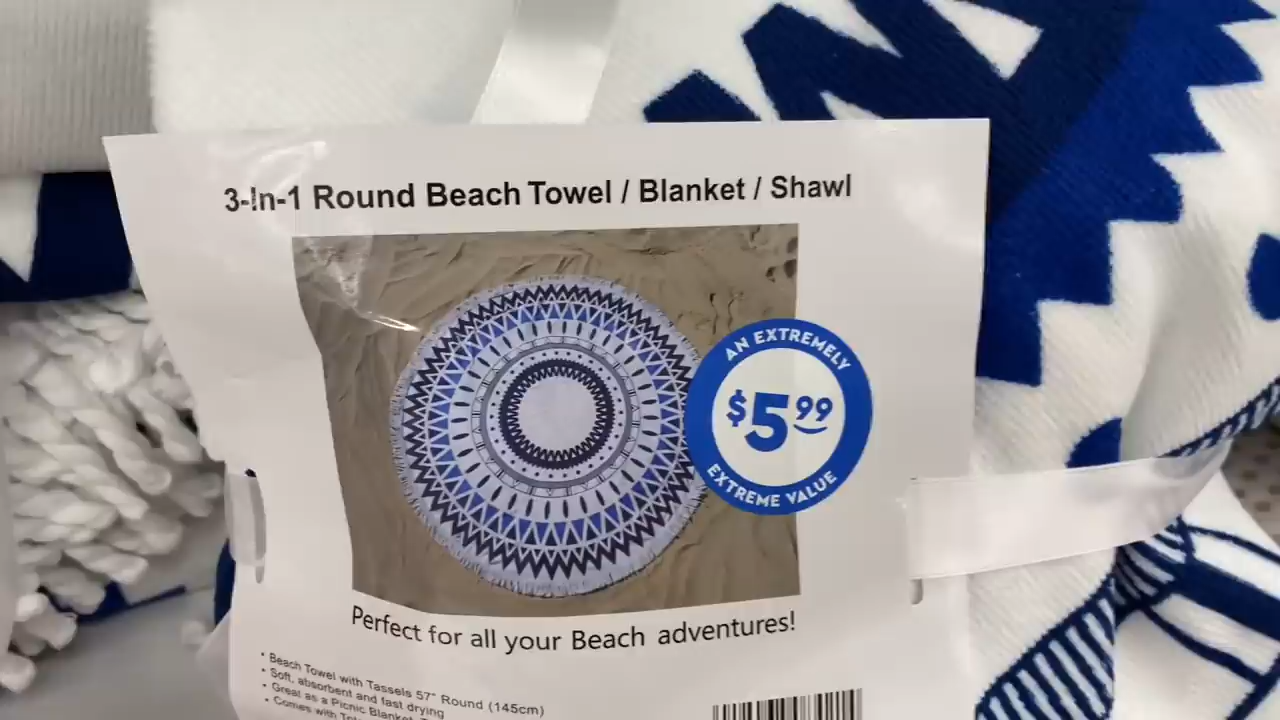 3-In-1 Round Beach Towel / Blanket / Shawl
AN EXTREMELY
$5.99
EXTREME VALUE
Perfect for all your Beach adventures!
• Beach Towel with Tassels 57" Round (145cm)
• Soft, absorbent and fast drying
• Great as a Picnic Blanket,
• Comes with